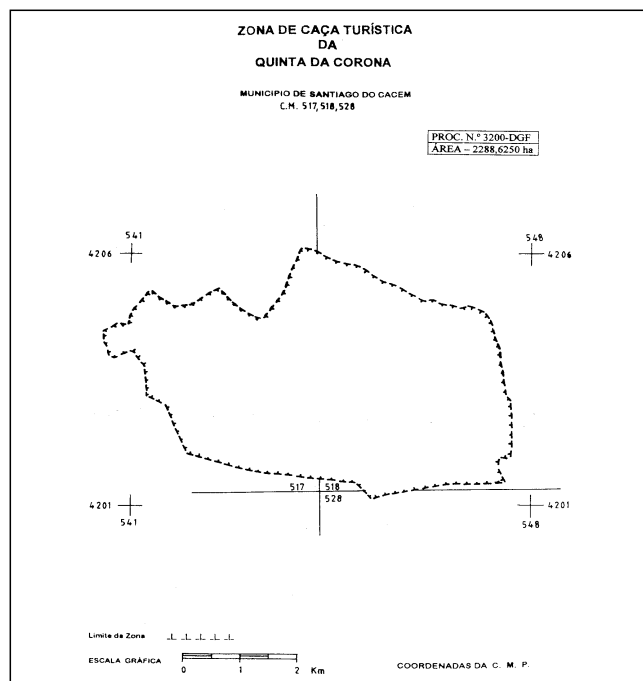 ZONA DE CAÇA TURÍSTICA
DA
QUINTA DA CORONA
MUNICIPIO DE SANTIAGO DO CACEM
C.M. 517,518,528
PROC. N.º 3200-DGF
ÁREA – 2288,6250 ha
541
548
4206
4206
517
518
528
4201
4201
541
548
Limite da Zona
ESCALA GRÁFICA
0 1 2 Km
COORDENADAS DA C. M. P.